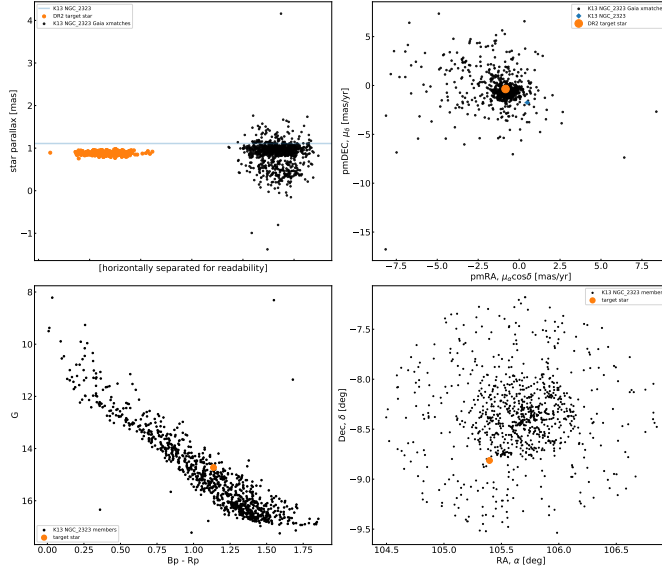 K13 NGC_2323
DR2 target star
K13 NGC_2323 Gaia xmatches
4
3
2
1
0
−1
star parallax [mas]
[horizontally separated for readability]
K13 NGC_2323 Gaia xmatches
K13 NGC_2323
DR2 target star
5
0
−5
−10
−15
pmDEC, μδ [mas/yr]
−7.5 −5.0 −2.5 0.0 2.5 5.0 7.5
pmRA, μαcosδ [mas/yr]
8
10
12
14
16
G
K13 NGC_2323 members
target star
0.00 0.25 0.50 0.75 1.00 1.25 1.50 1.75
Bp - Rp
K13 NGC_2323 members
target star
−7.5
−8.0
−8.5
−9.0
−9.5
Dec, δ [deg]
104.5 105.0 105.5 106.0 106.5
RA, α [deg]